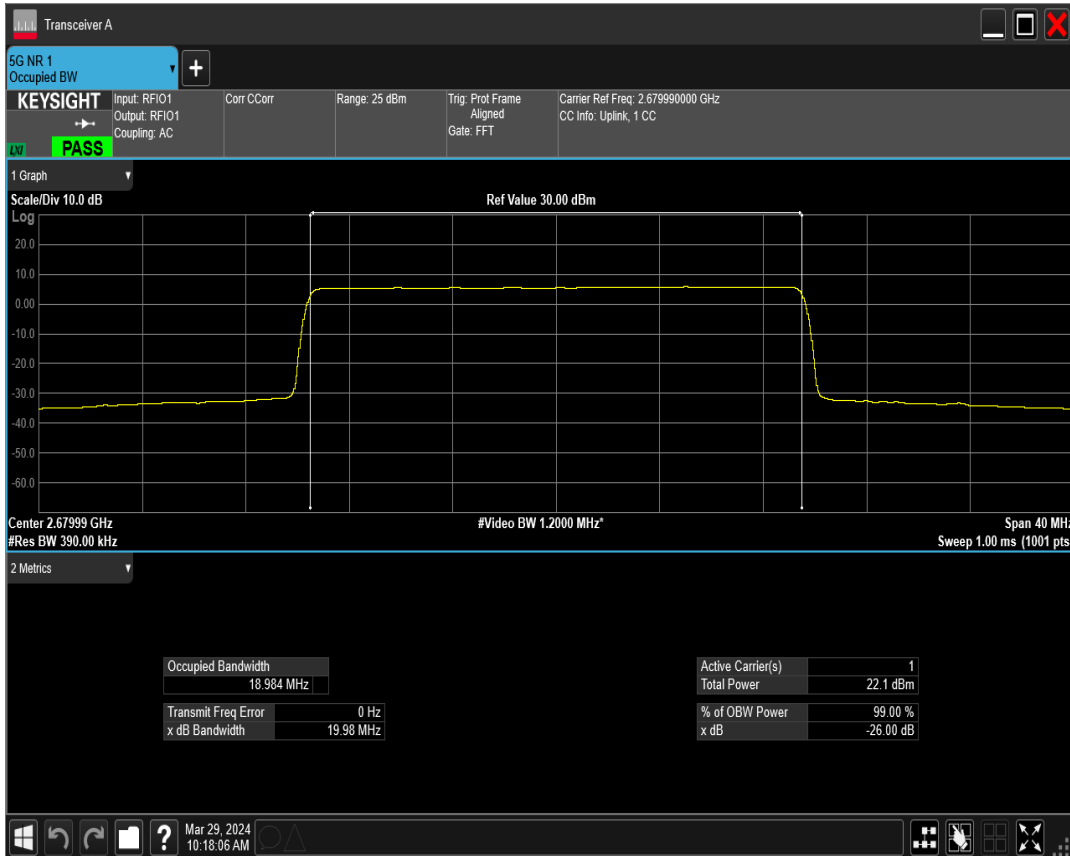 Transceiver A
5G NR 1
Occupied BW
+
KEYSIGHT
Input: RFIO1
Output: RFIO1
Coupling: AC
Corr CCorr
Range: 25 dBm
Trig: Prot Frame
Aligned
Gate: FFT
Carrier Ref Freq: 2.679990000 GHz
CC Info: Uplink, 1 CC
LXI
PASS
1 Graph
Scale/Div 10.0 dB
Ref Value 30.00 dBm
Log
20.0
10.0
0.00
-10.0
-20.0
-30.0
-40.0
-50.0
-60.0
Center 2.67999 GHz
#Video BW 1.2000 MHz*
Span 40 MHz
#Res BW 390.00 kHz
Sweep 1.00 ms (1001 pts
2 Metrics
Occupied Bandwidth
18.984 MHz
Transmit Freq Error 0 Hz
x dB Bandwidth 19.98 MHz
Active Carrier(s) 1
Total Power 22.1 dBm
% of OBW Power 99.00 %
x dB -26.00 dB
?
Mar 29, 2024
10:18:06 AM